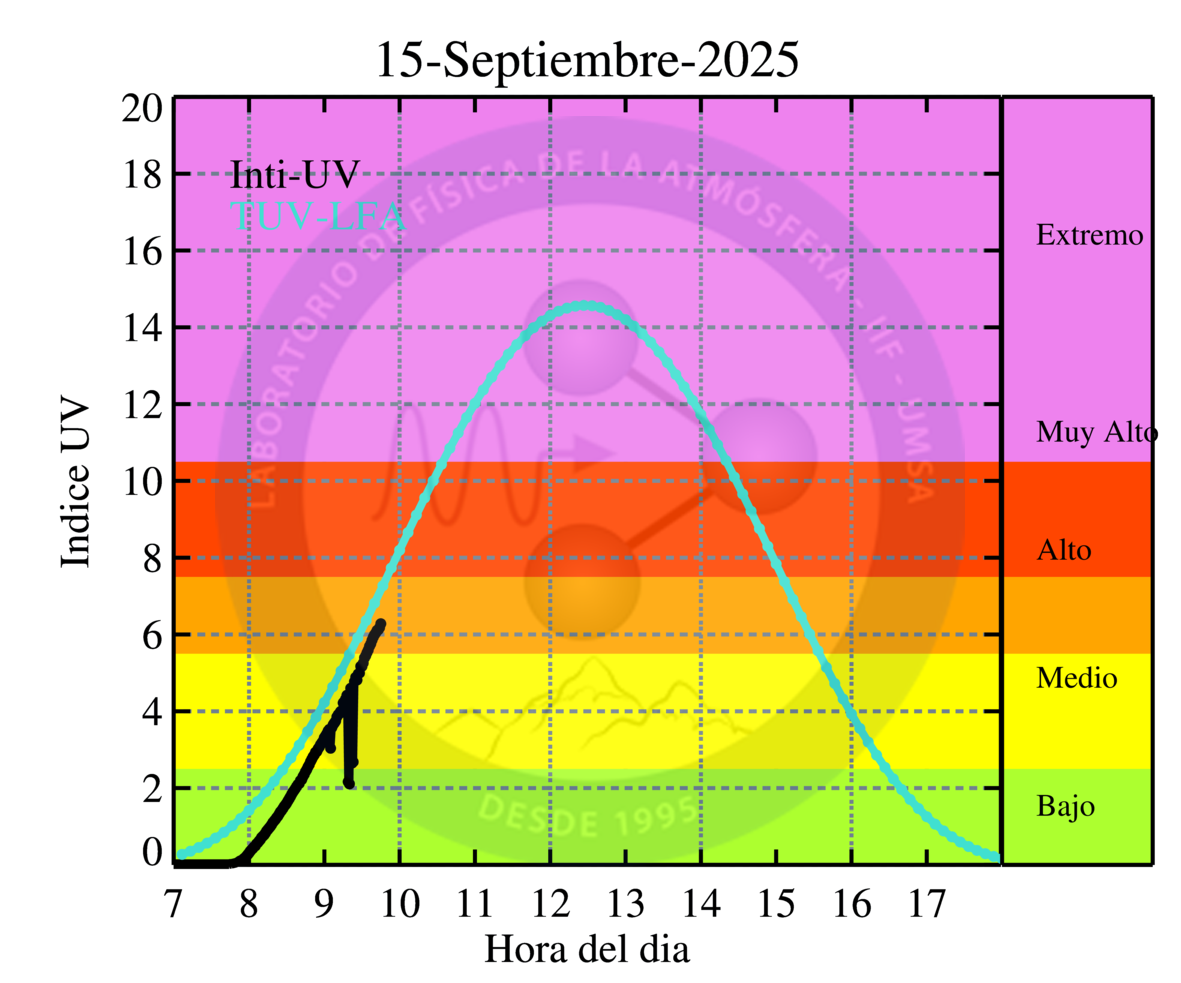 15-Septiembre-2025
20
18
16
14
12
10
8
6
4
2
0
Indice UV
Inti-UV
TUV-LFA
LABORATORIO DE FÍSICA DE LA ATMÓSFERA - IIF - UMSA
DESDE 1995
Extremo
Muy Alto
Alto
Medio
Bajo
7 8 9 10 11 12 13 14 15 16 17
Hora del dia